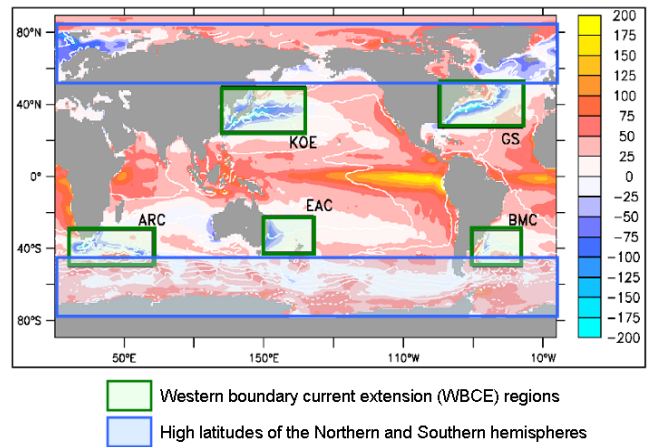 80°N
40°N
0°
40°S
80°S
50°E
150°E
110°W
10°W
KOE
GS
ARC
EAC
BMC
200
175
150
125
100
75
50
25
0
−25
−50
−75
−100
−125
−150
−175
−200
Western boundary current extension (WBCE) regions
High latitudes of the Northern and Southern hemispheres